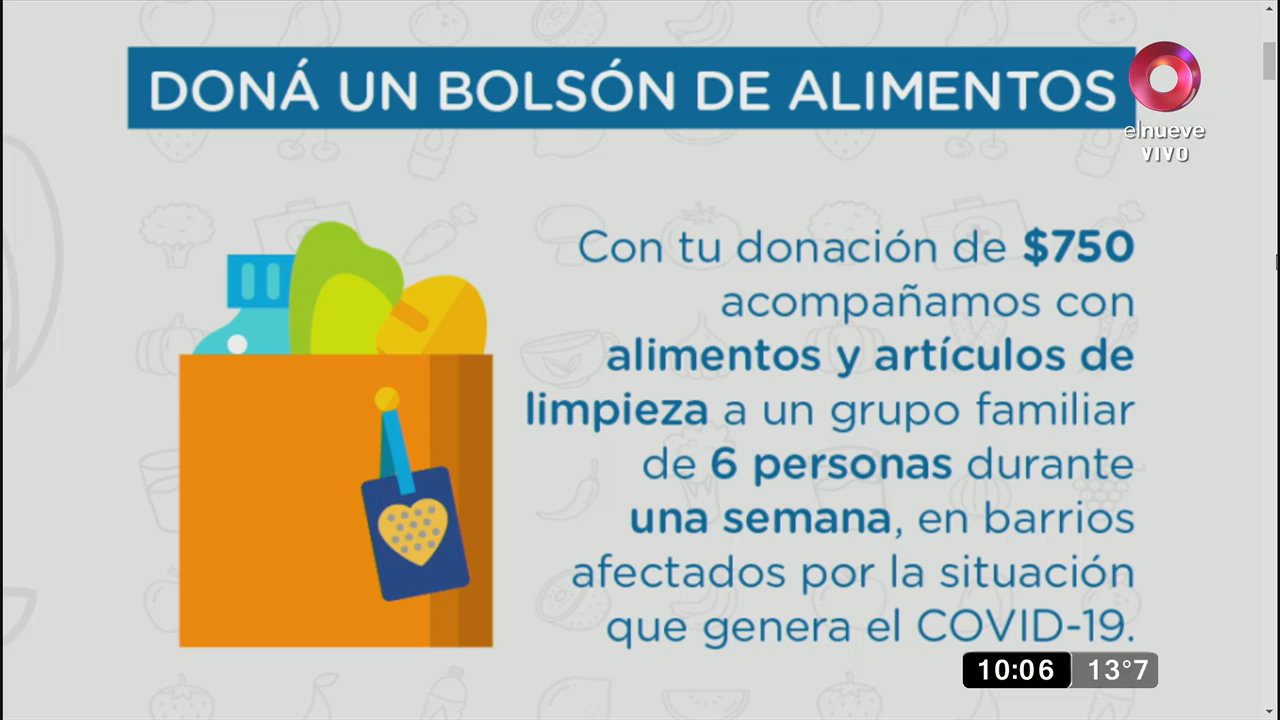 DONÁ UN BOLSÓN DE ALIMENTOS
elnueve
VIVO
Con tu donación de $750
acompañamos con
alimentos y artículos de
limpieza a un grupo familiar
de 6 personas durante
una semana, en barrios
afectados por la situación
que genera el COVID-19.
10:06 13°7